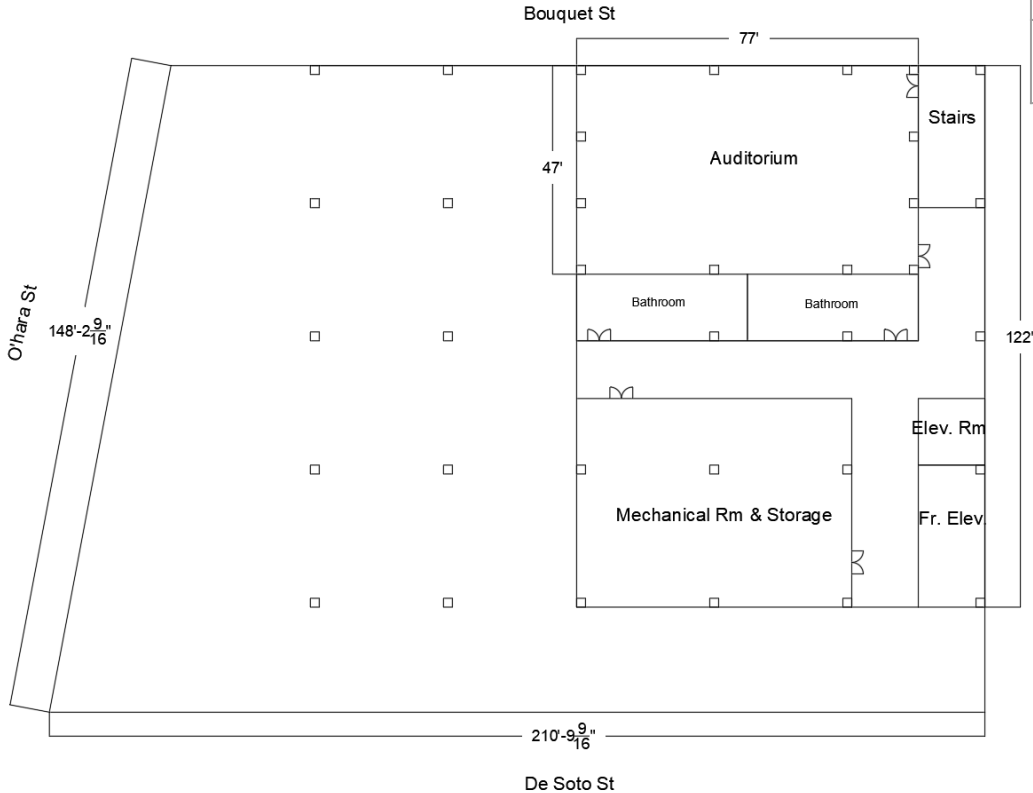 Bouquet St
77'
Stairs
Auditorium
47'
O'hara St
148'-2 9/16"
Bathroom
Bathroom
122'
Elev. Rm
Mechanical Rm & Storage
Fr. Elev.
210'-9 9/16"
De Soto St